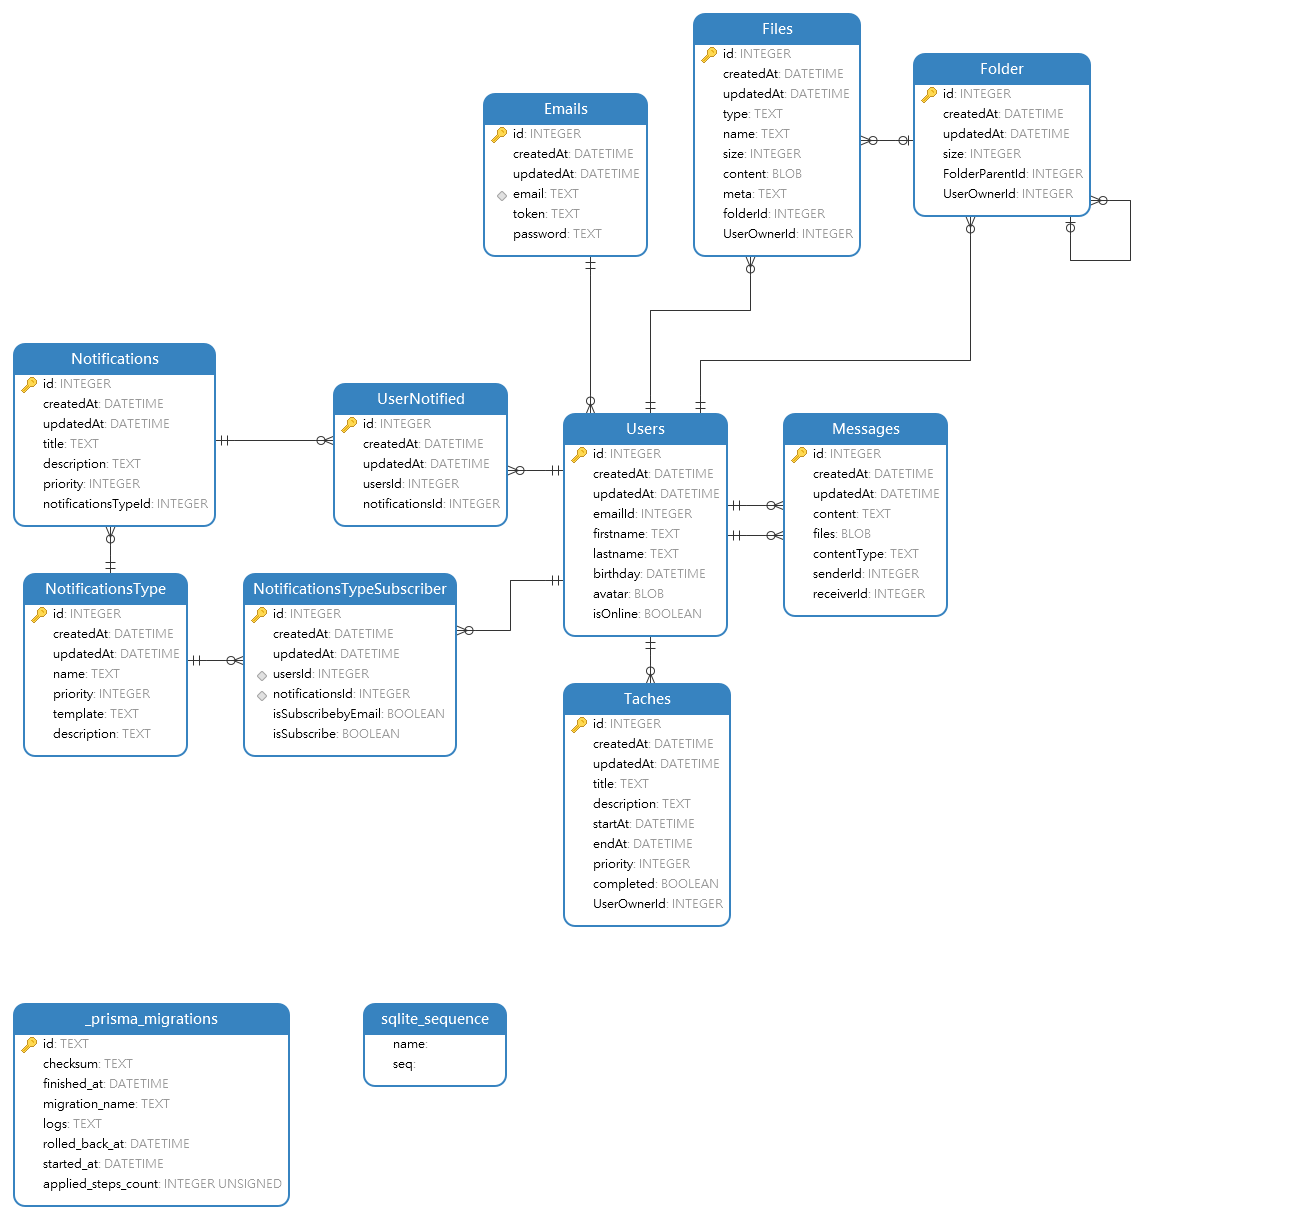 Files
id: INTEGER
createdAt: DATETIME
updatedAt: DATETIME
type: TEXT
name: TEXT
size: INTEGER
content: BLOB
meta: TEXT
folderId: INTEGER
UserOwnerId: INTEGER
Folder
id: INTEGER
createdAt: DATETIME
updatedAt: DATETIME
size: INTEGER
FolderParentId: INTEGER
UserOwnerId: INTEGER
Emails
id: INTEGER
createdAt: DATETIME
updatedAt: DATETIME
email: TEXT
token: TEXT
password: TEXT
Notifications
id: INTEGER
createdAt: DATETIME
updatedAt: DATETIME
title: TEXT
description: TEXT
priority: INTEGER
notificationsTypeId: INTEGER
UserNotified
id: INTEGER
createdAt: DATETIME
updatedAt: DATETIME
usersId: INTEGER
notificationsId: INTEGER
Users
id: INTEGER
createdAt: DATETIME
updatedAt: DATETIME
emailId: INTEGER
firstname: TEXT
lastname: TEXT
birthday: DATETIME
avatar: BLOB
isOnline: BOOLEAN
Messages
id: INTEGER
createdAt: DATETIME
updatedAt: DATETIME
content: TEXT
files: BLOB
contentType: TEXT
senderId: INTEGER
receiverId: INTEGER
NotificationsType
id: INTEGER
createdAt: DATETIME
updatedAt: DATETIME
name: TEXT
priority: INTEGER
template: TEXT
description: TEXT
NotificationsTypeSubscriber
id: INTEGER
createdAt: DATETIME
updatedAt: DATETIME
usersId: INTEGER
notificationsId: INTEGER
isSubscribebyEmail: BOOLEAN
isSubscribe: BOOLEAN
Taches
id: INTEGER
createdAt: DATETIME
updatedAt: DATETIME
title: TEXT
description: TEXT
startAt: DATETIME
endAt: DATETIME
priority: INTEGER
completed: BOOLEAN
UserOwnerId: INTEGER
_prisma_migrations
id: TEXT
checksum: TEXT
finished_at: DATETIME
migration_name: TEXT
logs: TEXT
rolled_back_at: DATETIME
started_at: DATETIME
applied_steps_count: INTEGER UNSIGNED
sqlite_sequence
name:
seq: